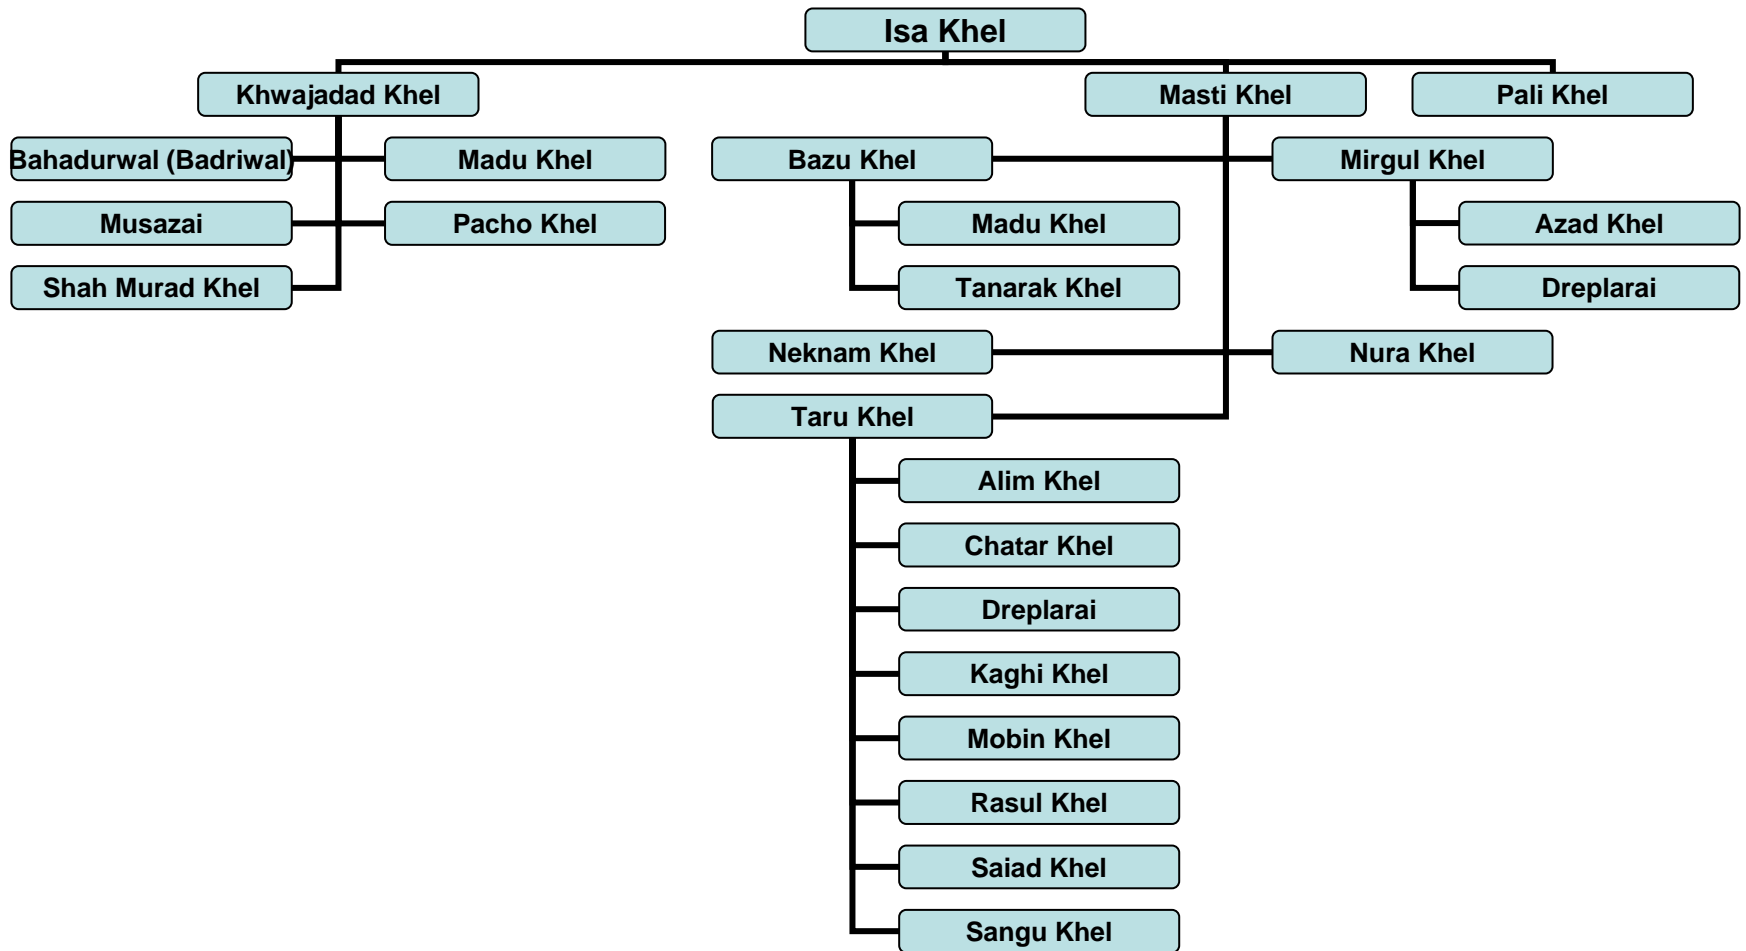 Isa Khel
Khwajadad Khel
Masti Khel
Pali Khel
Bahadurwal (Badriwal)
Madu Khel
Bazu Khel
Mirgul Khel
Musazai
Pacho Khel
Madu Khel
Azad Khel
Shah Murad Khel
Tanarak Khel
Dreplarai
Neknam Khel
Nura Khel
Taru Khel
Alim Khel
Chatar Khel
Dreplarai
Kaghi Khel
Mobin Khel
Rasul Khel
Saiad Khel
Sangu Khel